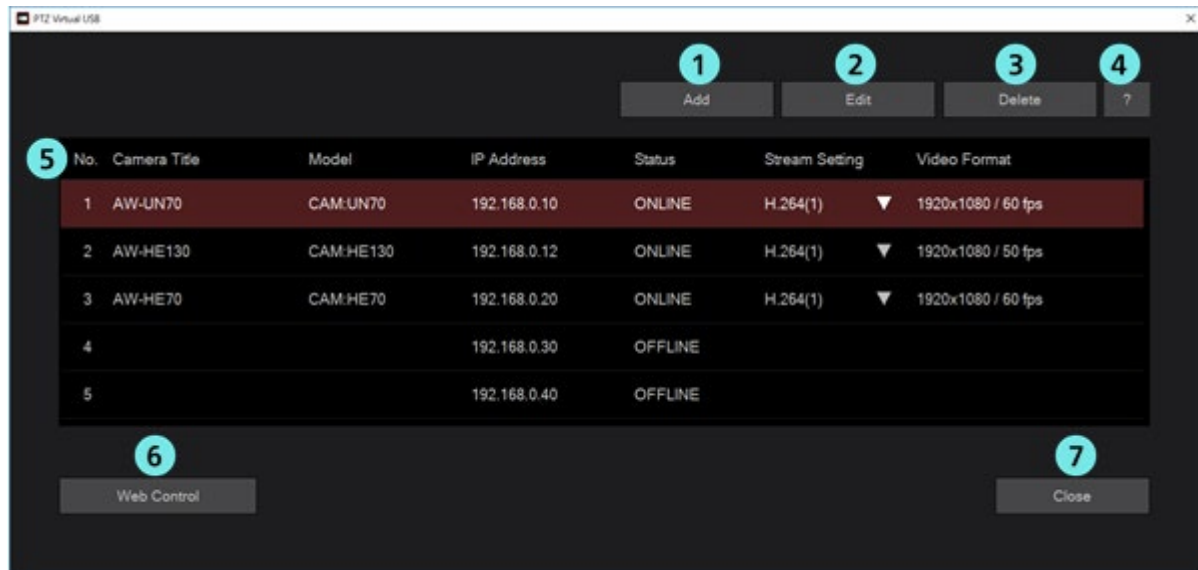 PTZ Virtual USB
1 2 3 4
Add Edit Delete ?
5 No. Camera Title Model IP Address Status Stream Setting Video Format
1 AW-UN70 CAM:UN70 192.168.0.10 ONLINE H.264(1) ▼ 1920x1080 / 60 fps
2 AW-HE130 CAM:HE130 192.168.0.12 ONLINE H.264(1) ▼ 1920x1080 / 50 fps
3 AW-HE70 CAM:HE70 192.168.0.20 ONLINE H.264(1) ▼ 1920x1080 / 60 fps
4 192.168.0.30 OFFLINE
5 192.168.0.40 OFFLINE
6 7
Web Control Close